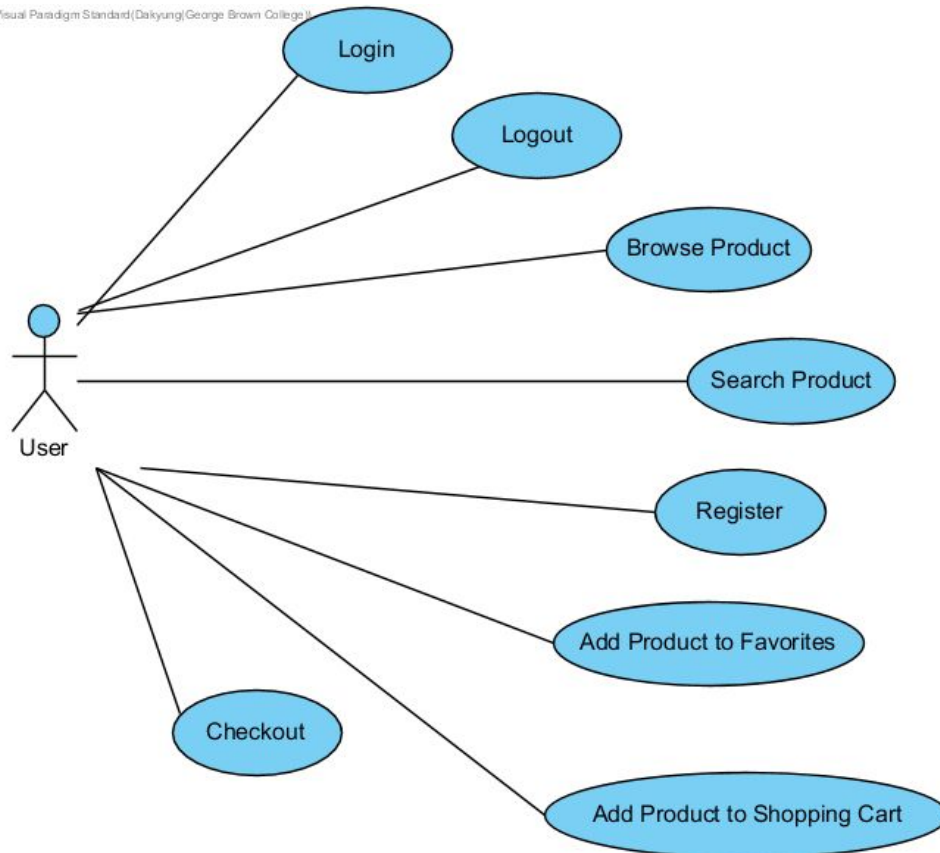 Visual Paradigm Standard(Dakyung(George Brown College))
Login
Logout
Browse Product
Search Product
User
Register
Add Product to Favorites
Checkout
Add Product to Shopping Cart